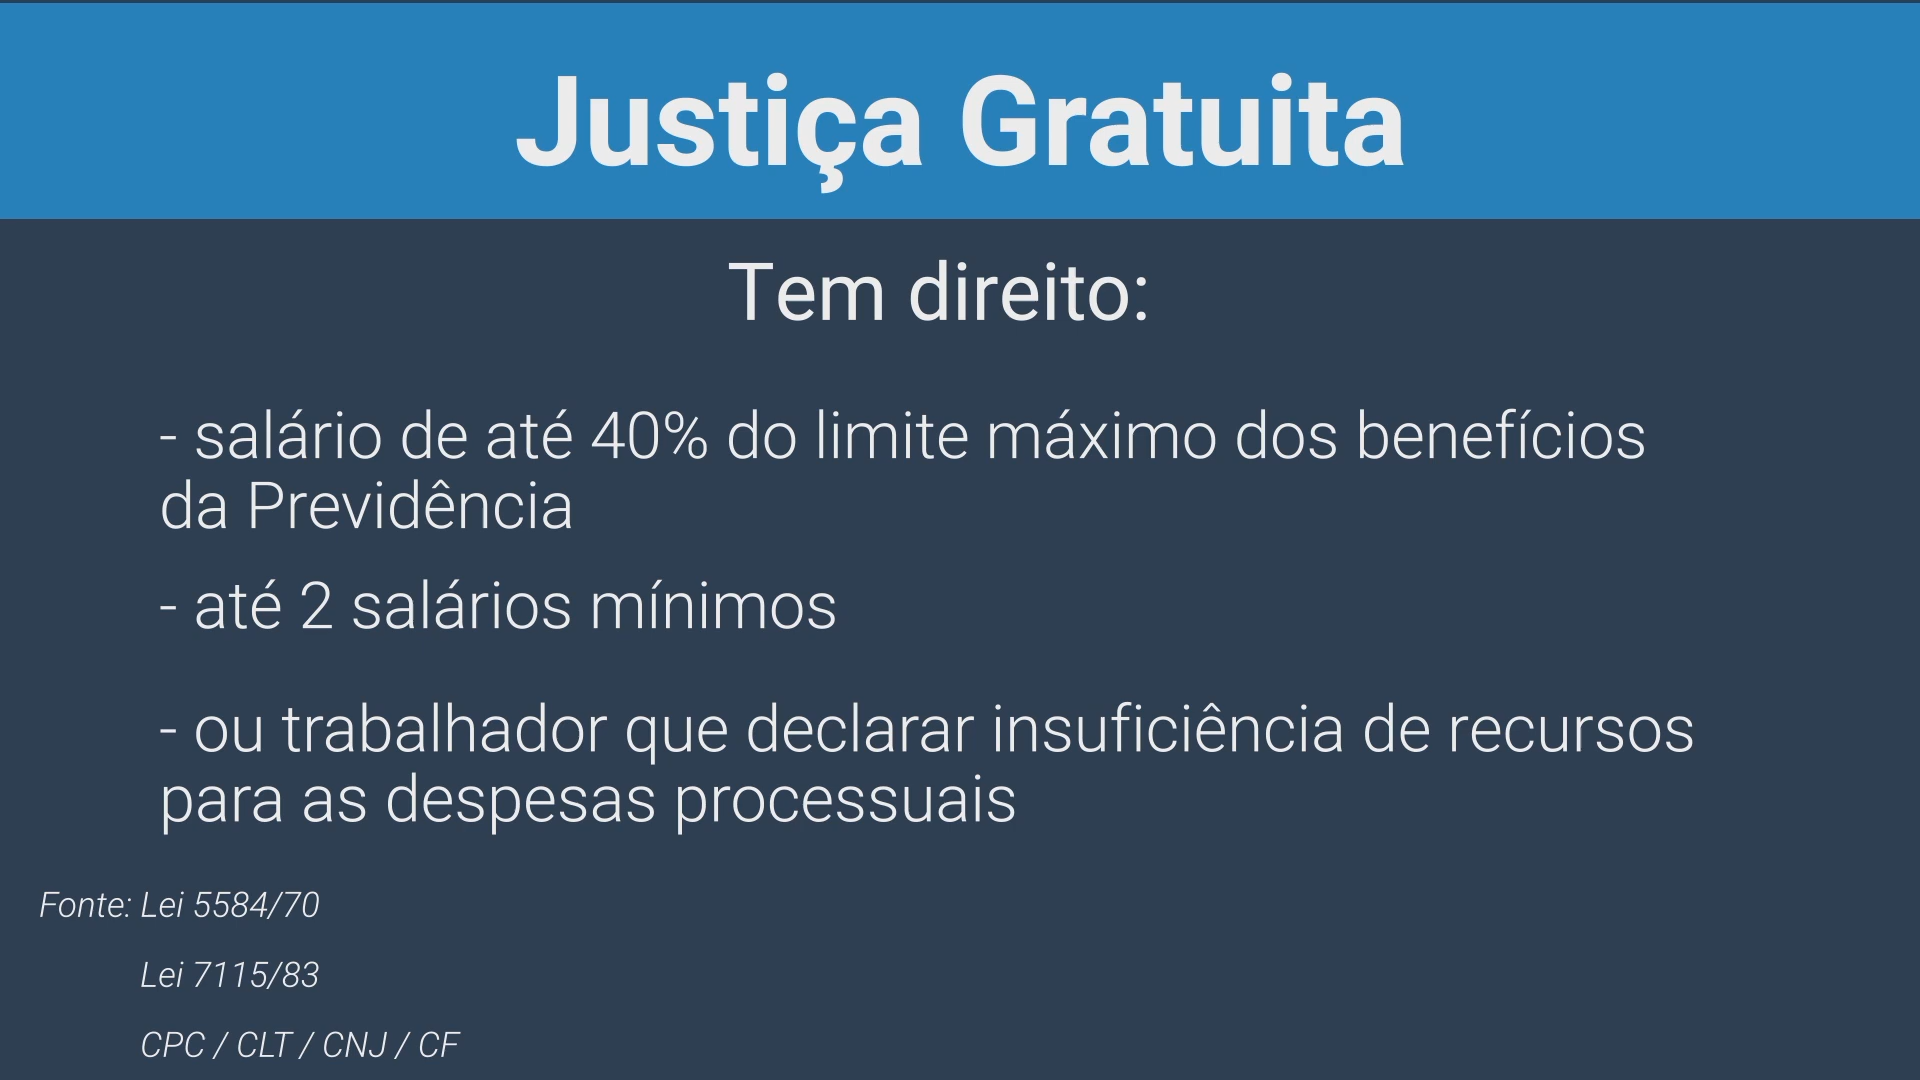 Justiça Gratuita
Tem direito:
- salário de até 40% do limite máximo dos benefícios
da Previdência
- até 2 salários mínimos
- ou trabalhador que declarar insuficiência de recursos
para as despesas processuais
Fonte: Lei 5584/70
Lei 7115/83
CPC / CLT / CNJ / CF